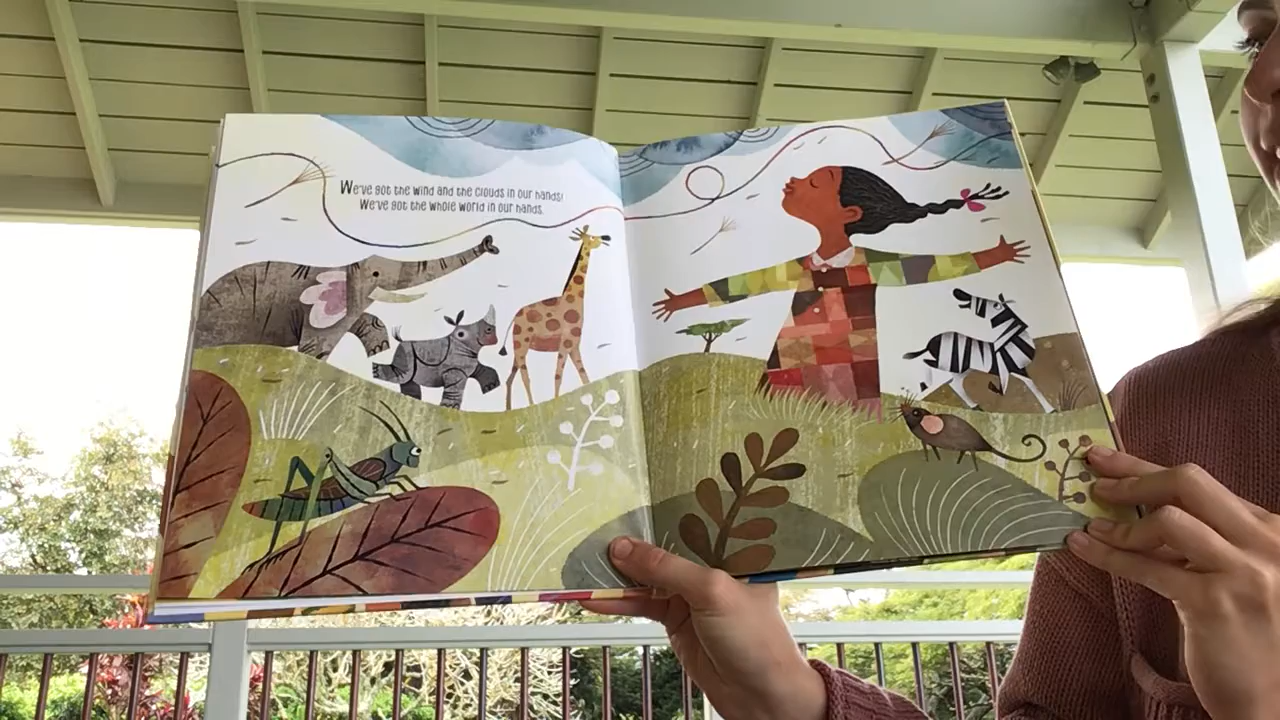 We've got the wind and the clouds in our hands!
We've got the whole world in our hands.